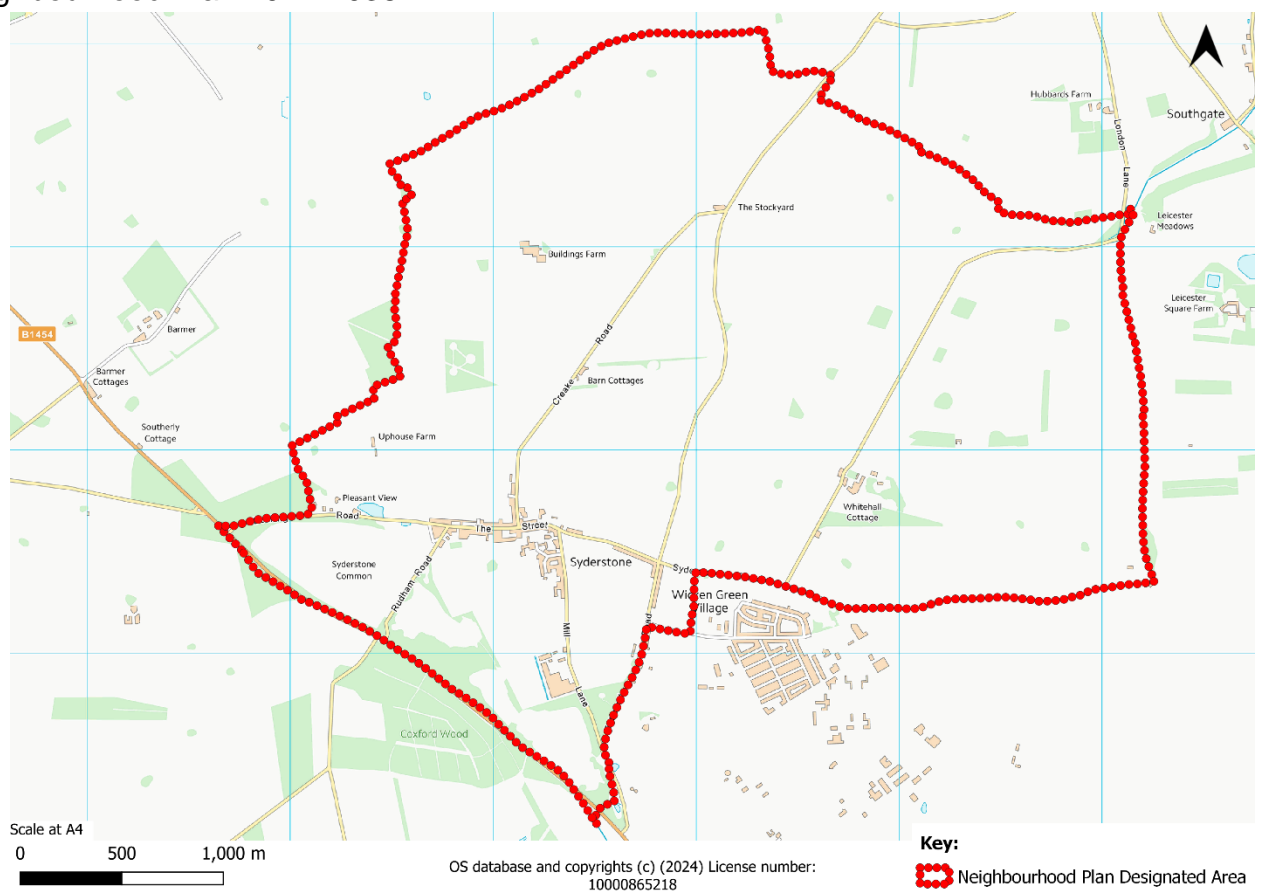 Hubbards Farm
Southgate
London
Lane
The Stockyard
Leicester
Meadows
Buildings Farm
Leicester
Square Farm
Barmer
B1454
Creake
Road
Barmer
Cottages
Barn Cottages
Southerly
Cottage
Uphouse Farm
Pleasant View
Road
The
Street
Whitehall
Cottage
Syderstone
Common
Rudham Road
Syderstone
Wicken Green
Village
Mill
Lane
Coxford Wood
Scale at A4
0 500 1,000 m
Key:
Neighbourhood Plan Designated Area
OS database and copyrights (c) (2024) License number:
10000865218